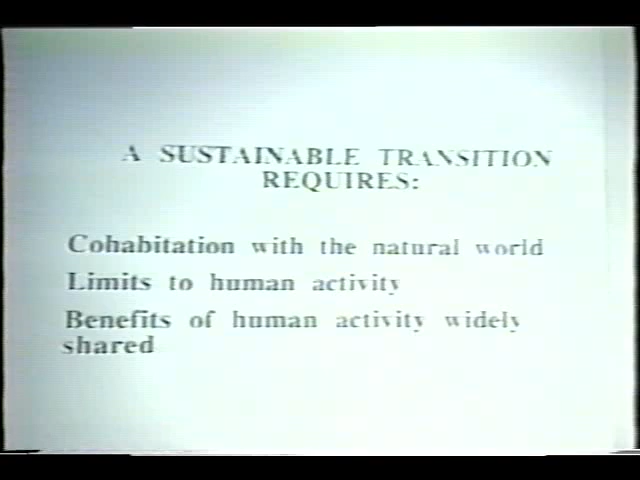 A SUSTAINABLE TRANSITION
REQUIRES:
Cohabitation with the natural world
Limits to human activity
Benefits of human activity widely
shared